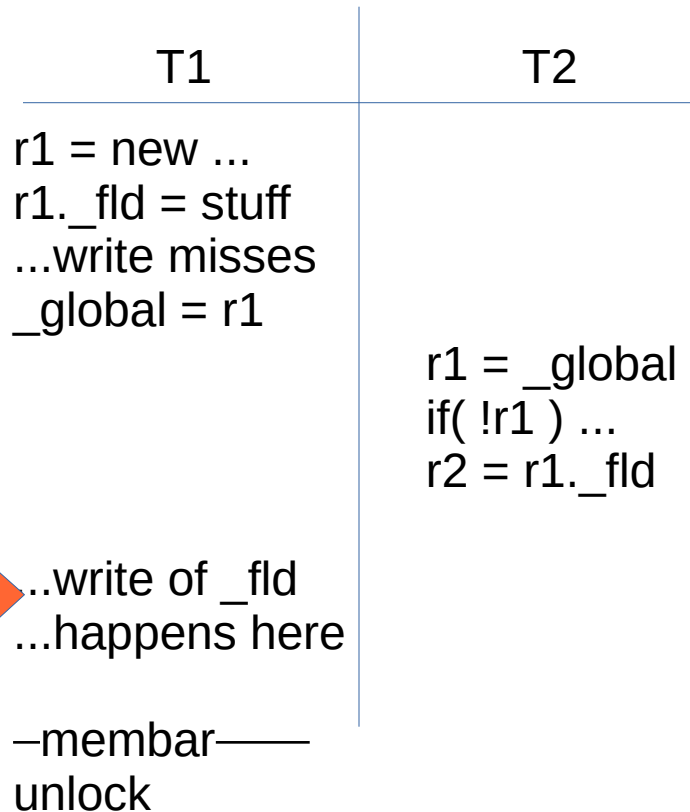 T1
T2
r1 = new ...
r1._fld = stuff
...write misses
_global = r1
r1 = _global
if( !r1 ) ...
r2 = r1._fld
...write of _fld
...happens here
–membar––––
unlock